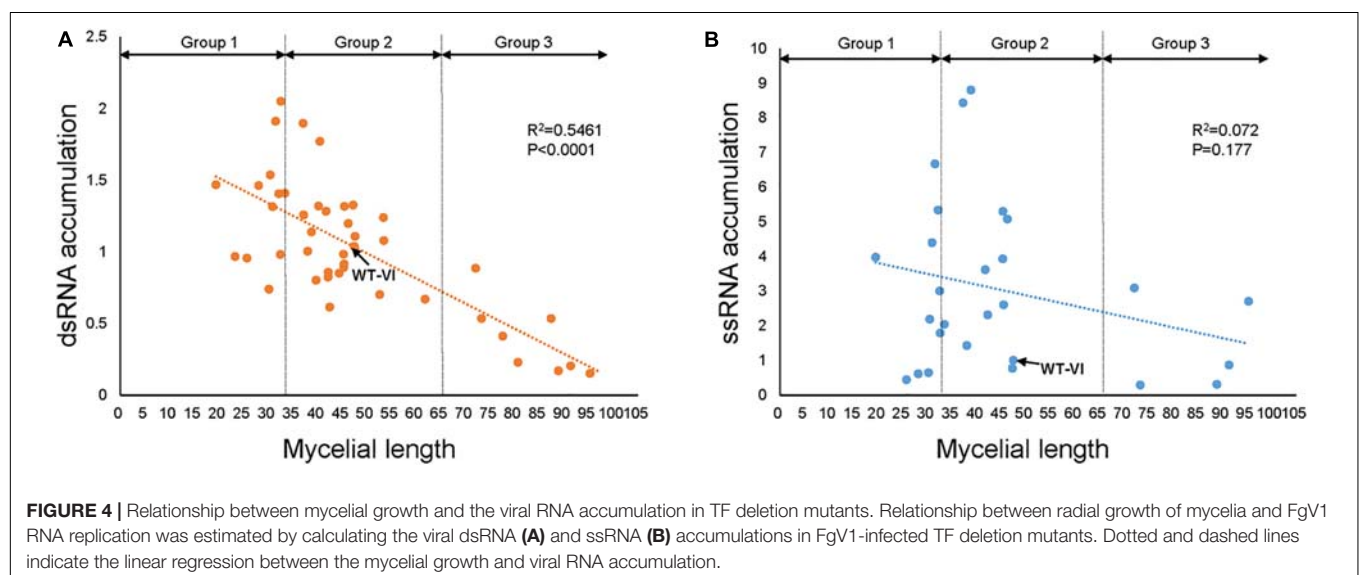 A
Group 1
Group 2
Group 3
2.5
2
1.5
1
0.5
0
dsRNA accumulation
R²=0.5461
P<0.0001
WT-VI
0 5 10 15 20 25 30 35 40 45 50 55 60 65 70 75 80 85 90 95 100105
Mycelial length
B
Group 1
Group 2
Group 3
10
9
8
7
6
5
4
3
2
1
0
ssRNA accumulation
R²=0.072
P=0.177
WT-VI
0 5 10 15 20 25 30 35 40 45 50 55 60 65 70 75 80 85 90 95 100 105
Mycelial length
FIGURE 4 | Relationship between mycelial growth and the viral RNA accumulation in TF deletion mutants. Relationship between radial growth of mycelia and FgV1
RNA replication was estimated by calculating the viral dsRNA (A) and ssRNA (B) accumulations in FgV1-infected TF deletion mutants. Dotted and dashed lines
indicate the linear regression between the mycelial growth and viral RNA accumulation.